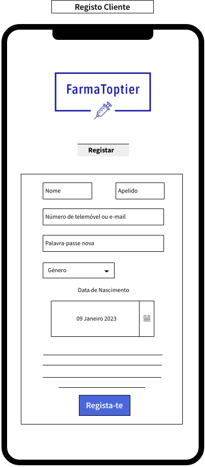 Registo Cliente
FarmaToptier
Registar
Nome
Apelido
Número de telemóvel ou e-mail
Palavra-passe nova
Género
Data de Nascimento
09 Janeiro 2023
Regista-te